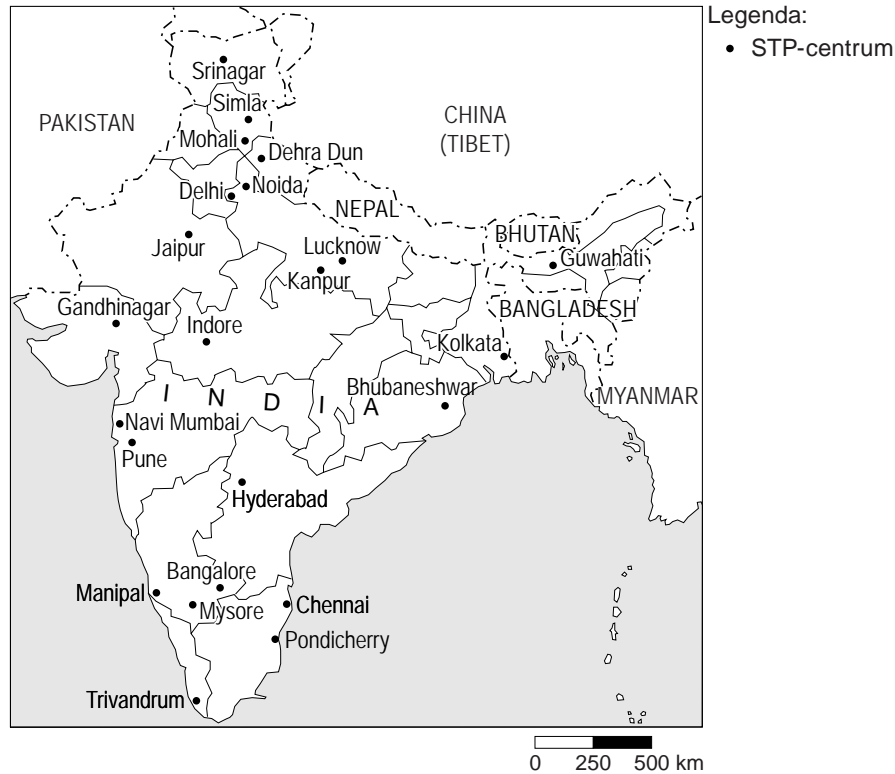 Legenda:
STP-centrum
Srinagar
Simla
PAKISTAN
CHINA
(TIBET)
Mohali
Dehra Dun
Delhi
Noida
NEPAL
BHUTAN
Jaipur
Lucknow
Guwahati
Kanpur
Gandhinagar
BANGLADESH
Indore
Kolkata
INDIA
Bhubaneshwar
MYANMAR
Navi Mumbai
Pune
Hyderabad
Bangalore
Manipal
Mysore
Chennai
Pondicherry
Trivandrum
0 250 500 km